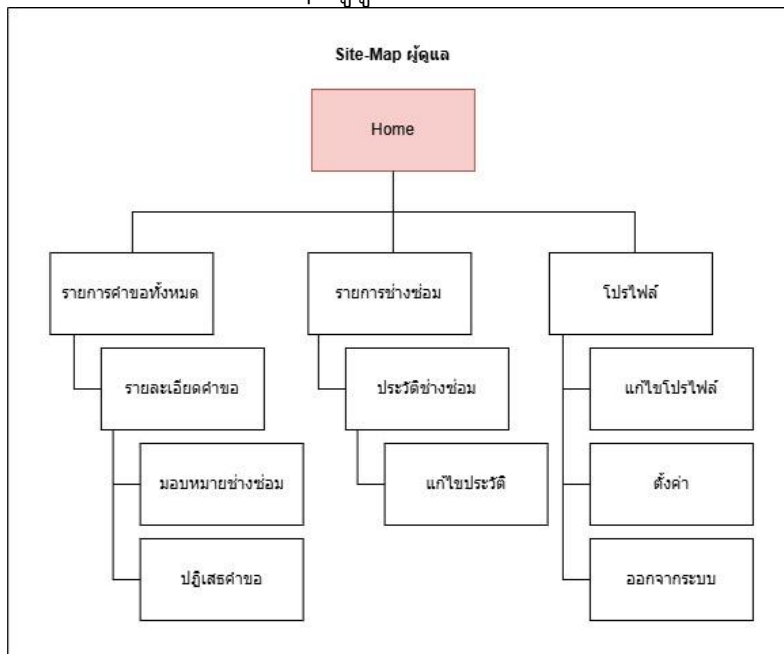 Site-Map ผู้ดูแล
Home
รายการคำขอทั้งหมด
รายการช่างซ่อม
โปรไฟล์
รายละเอียดคำขอ
ประวัติช่างซ่อม
แก้ไขโปรไฟล์
มอบหมายช่างซ่อม
แก้ไขประวัติ
ตั้งค่า
ปฏิเสธคำขอ
ออกจากระบบ